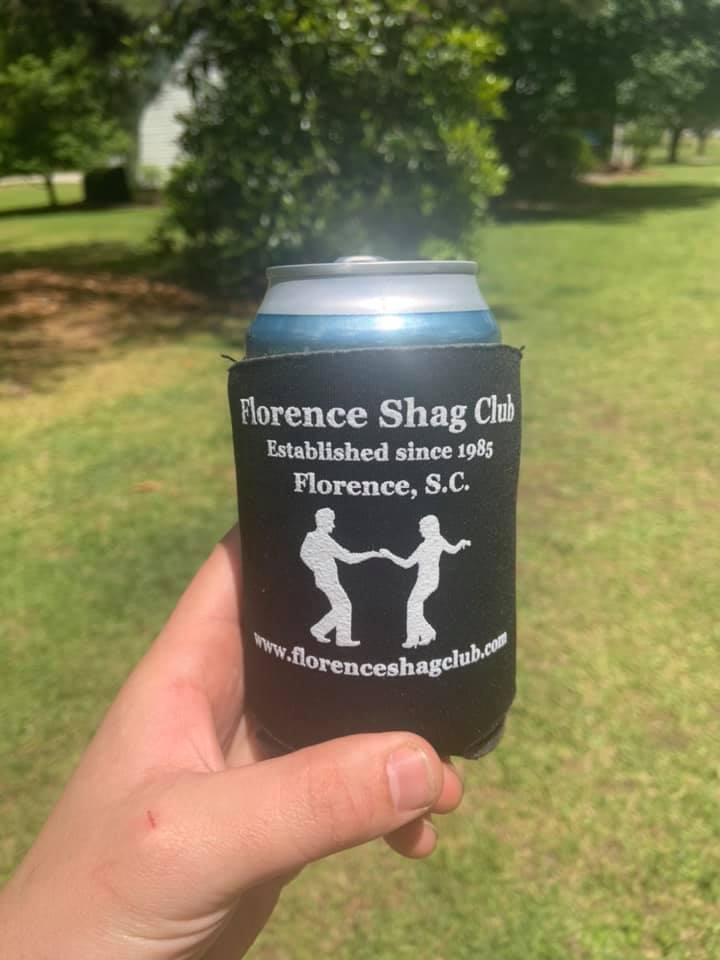 Florence Shag Club
Established since 1985
Florence, S.C.
www.florenceshagclub.com